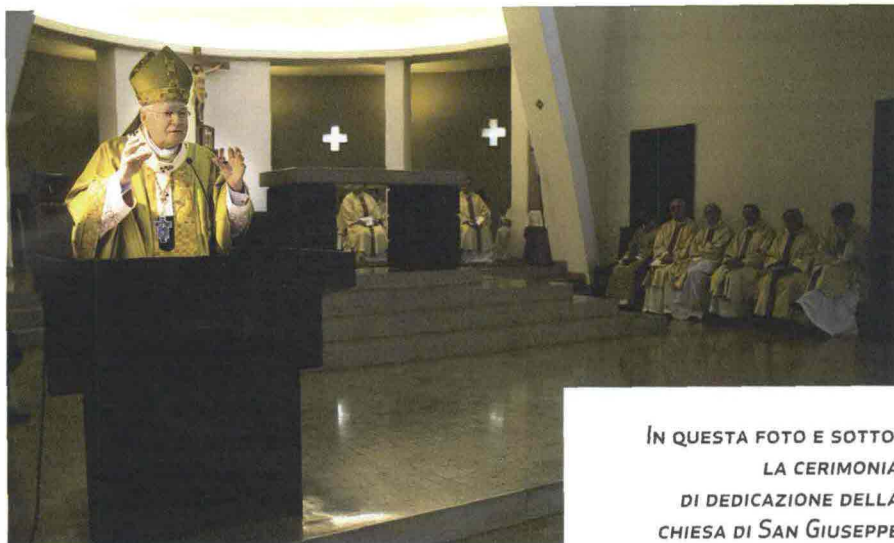 IN QUESTA FOTO E SOTTO,
LA CERIMONIA
DI DEDICAZIONE DELLA
CHIESA DI SAN GIUSEPPE